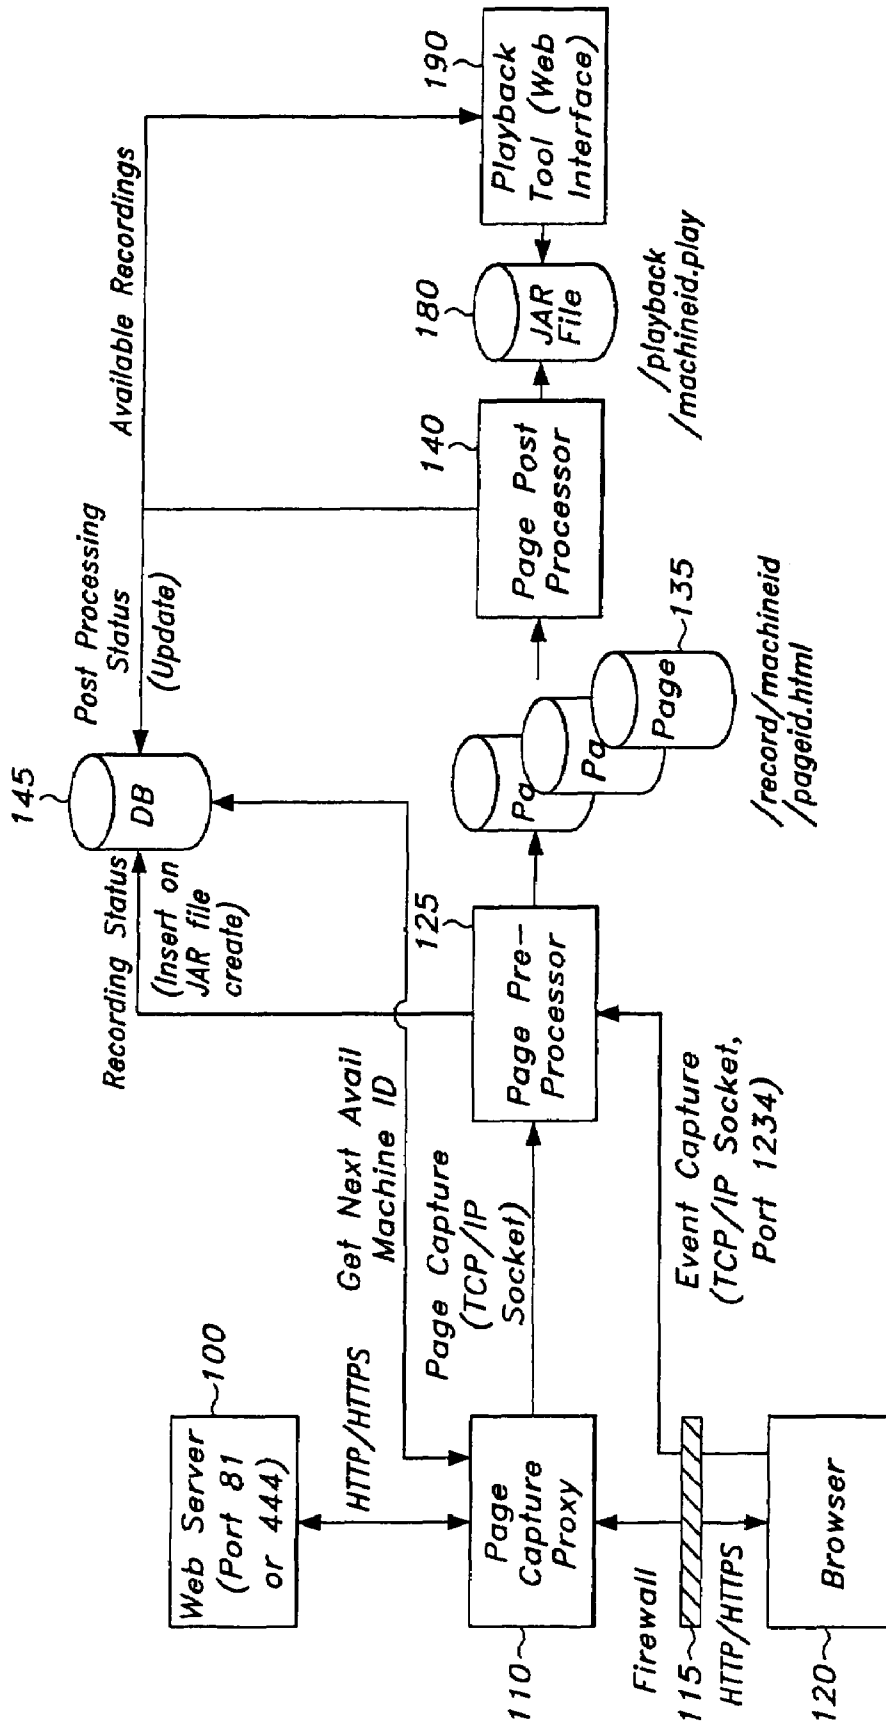 145
DB
Recording Status
(Insert on
JAR file
create)
Post Processing
Status
(Update)
Available Recordings
100
Web Server
(Port 81
or 444)
HTTP/HTTPS
Get Next Avail
Machine ID
Page Capture
(TCP/IP
Socket)
110
Page
Capture
Proxy
125
Page Pre-
Processor
Pa
Pa
Page
135
/record/machineid
/pageid.html
140
Page Post
Processor
180
JAR
File
/playback
/machineid.play
190
Playback
Tool (Web
Interface)
Firewall
115
HTTP/HTTPS
Event Capture
(TCP/IP Socket,
Port 1234)
120
Browser